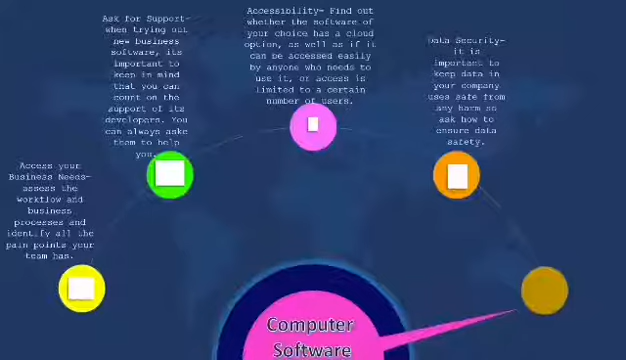 Access your
Business Needs-
assess the
workflow and
business
processes and
identify all the
pain points your
team has.
Ask for Support-
when trying out
new business
software, its
important to
keep in mind
that you can
count on the
support of its
developers. You
can always aske
them to help
you.
Accessibility- Find out
whether the software of
your choice has a cloud
option, as well as if it
can be accessed easily
by anyone who needs to
use it, or access is
limited to a certain
number of users.
Data Security-
it is
important to
keep data in
your company
uses safe from
any harm so
ask how to
ensure data
safety.
Computer
Software